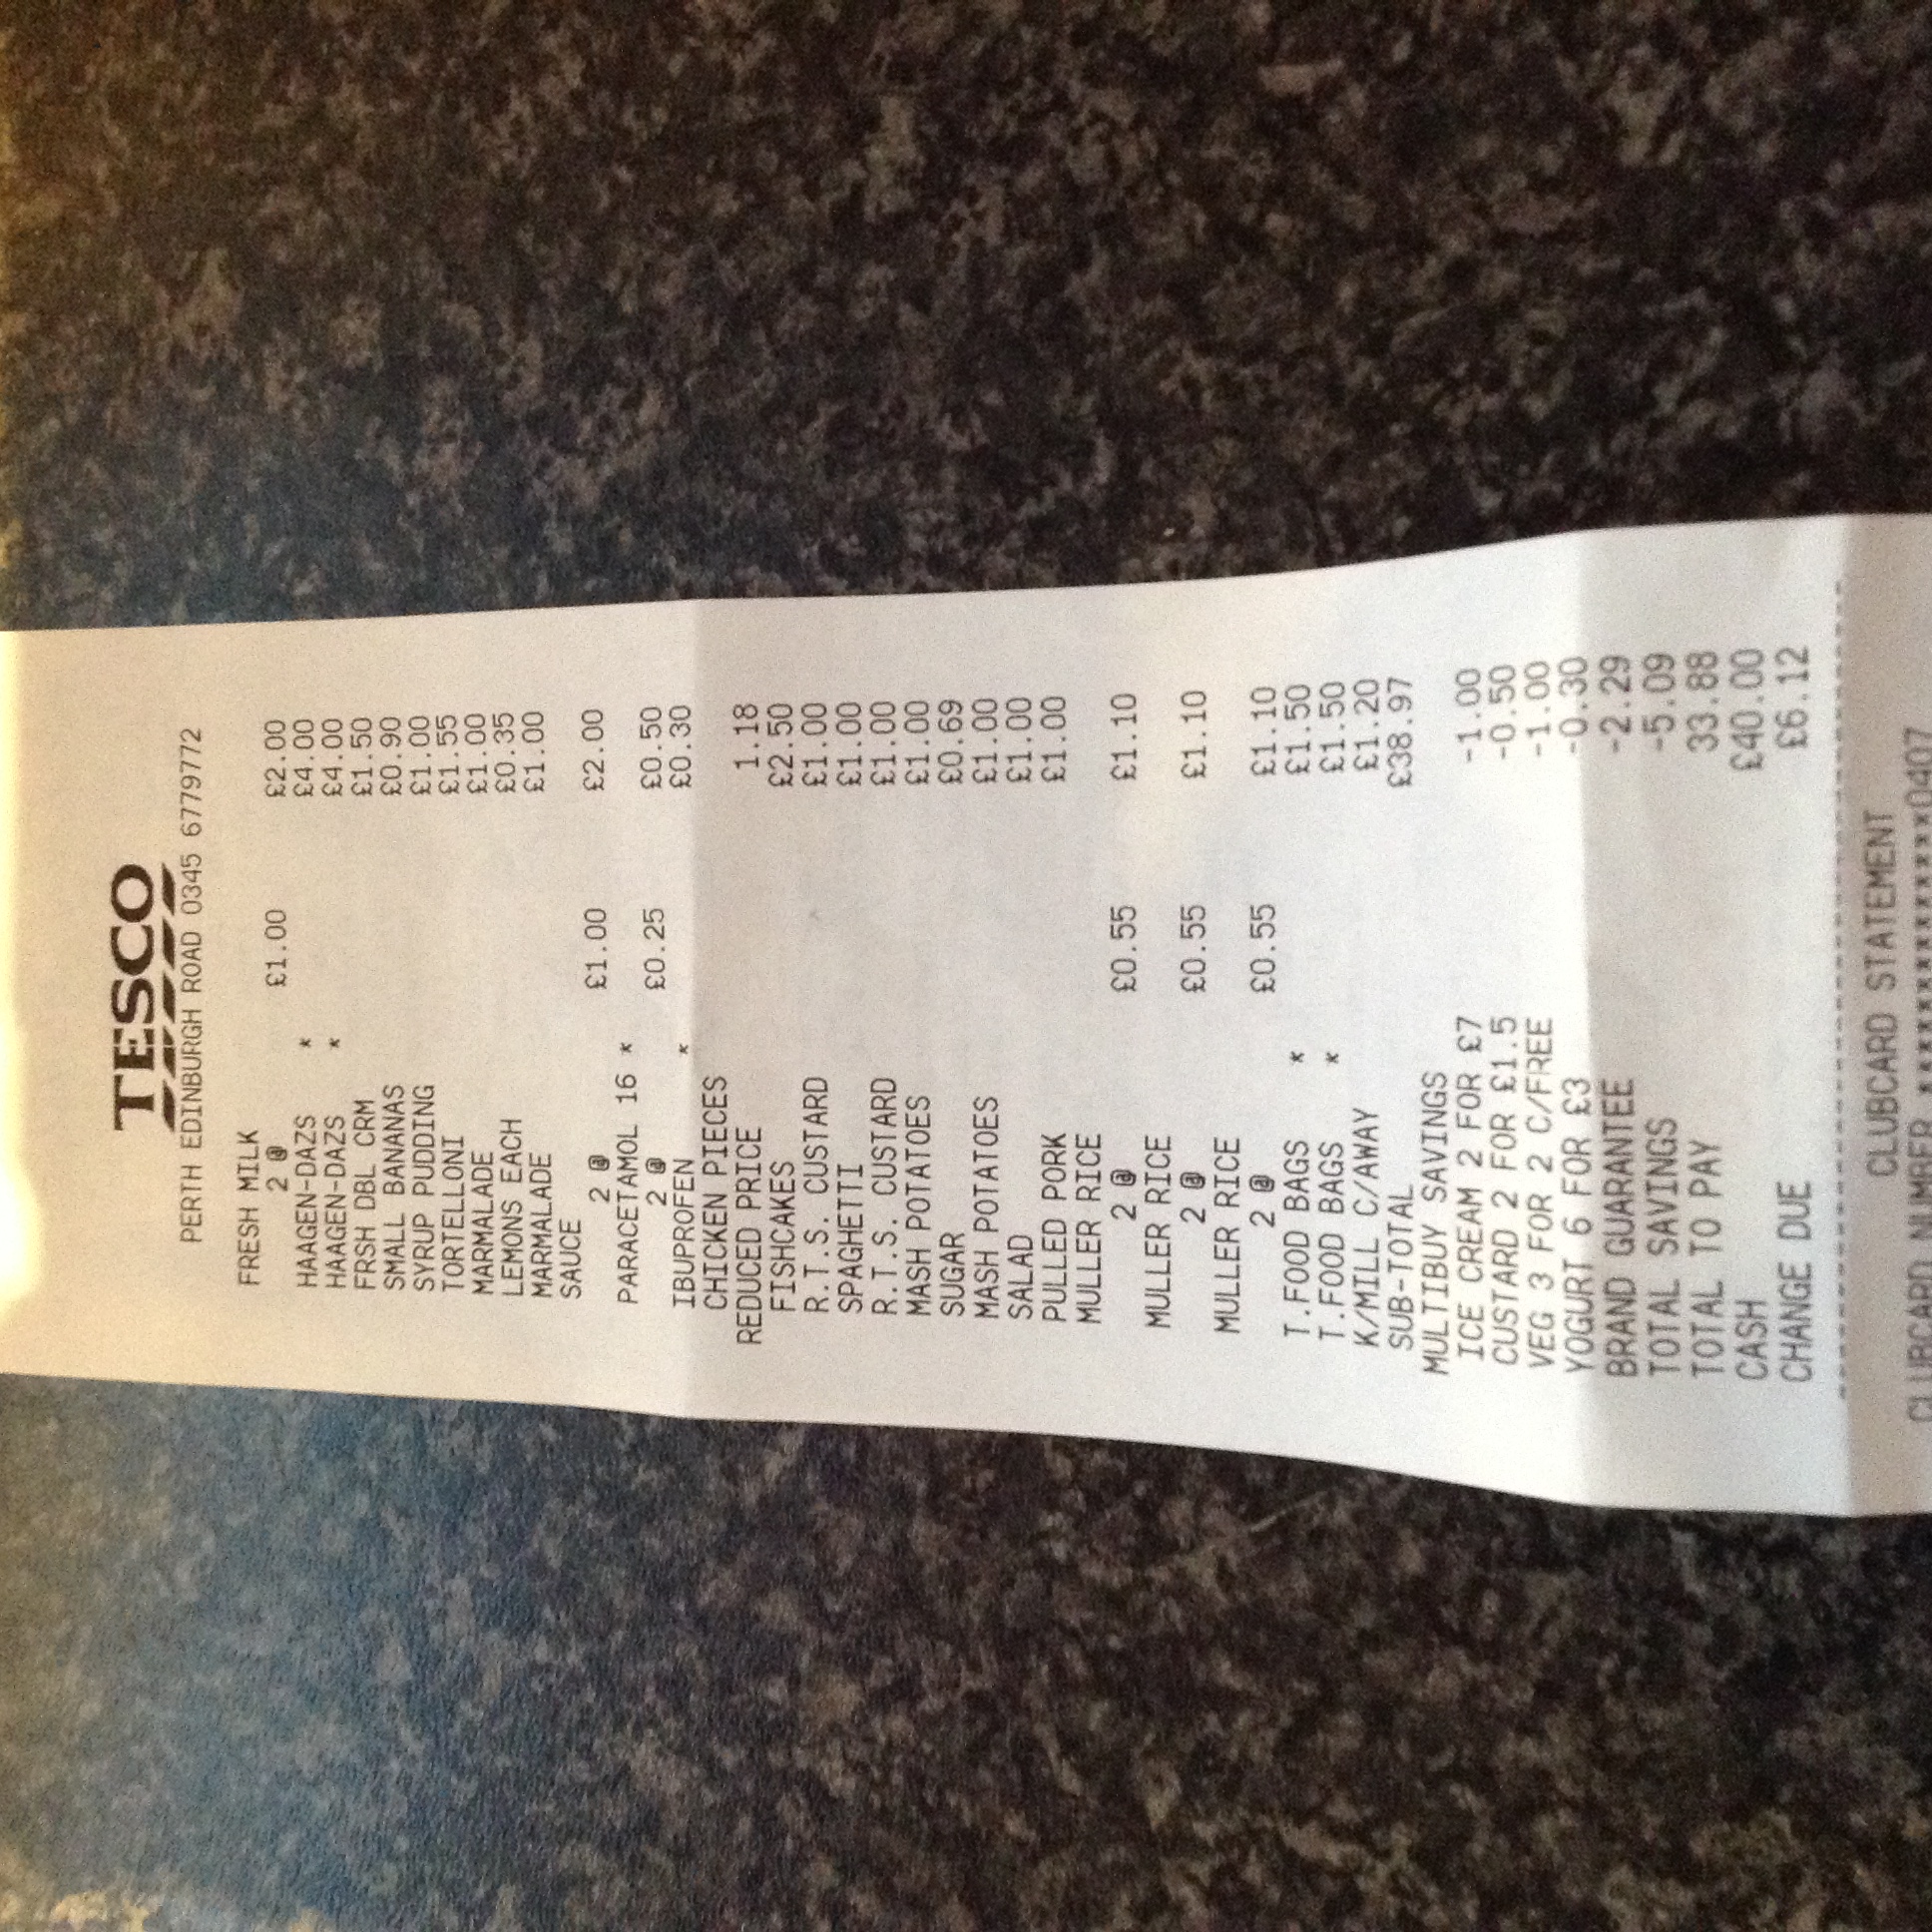 TESCO
PERTH EDINBURGH ROAD 0345 6779772
FRESH MILK
2 @ £1.00 £2.00
HAAGEN-DAZS * £4.00
HAAGEN-DAZS * £4.00
FRSH DBL CRM £1.50
SMALL BANANAS £0.90
SYRUP PUDDING £1.00
TORTELLONI £1.55
MARMALADE £1.00
LEMONS EACH £0.35
MARMALADE £1.00
SAUCE
2 @ £1.00 £2.00
PARACETAMOL 16 *
2 @ £0.25 £0.50
IBUPROFEN * £0.30
CHICKEN PIECES
REDUCED PRICE 1.18
FISHCAKES £2.50
R.T.S. CUSTARD £1.00
SPAGHETTI £1.00
R.T.S. CUSTARD £1.00
MASH POTATOES £1.00
SUGAR £0.69
MASH POTATOES £1.00
SALAD £1.00
PULLED PORK £1.00
MULLER RICE
2 @ £0.55 £1.10
MULLER RICE
2 @ £0.55 £1.10
MULLER RICE
2 @ £0.55 £1.10
T.FOOD BAGS * £1.50
T.FOOD BAGS * £1.50
K/MILL C/AWAY £1.20
SUB-TOTAL £38.97
MULTIBUY SAVINGS
ICE CREAM 2 FOR £7 -1.00
CUSTARD 2 FOR £1.5 -0.50
VEG 3 FOR 2 C/FREE -1.00
YOGURT 6 FOR £3 -0.30
BRAND GUARANTEE -2.29
TOTAL SAVINGS -5.09
TOTAL TO PAY 33.88
CASH £40.00
CHANGE DUE £6.12
CLUBCARD STATEMENT
CLUBCARD NUMBER **************0407